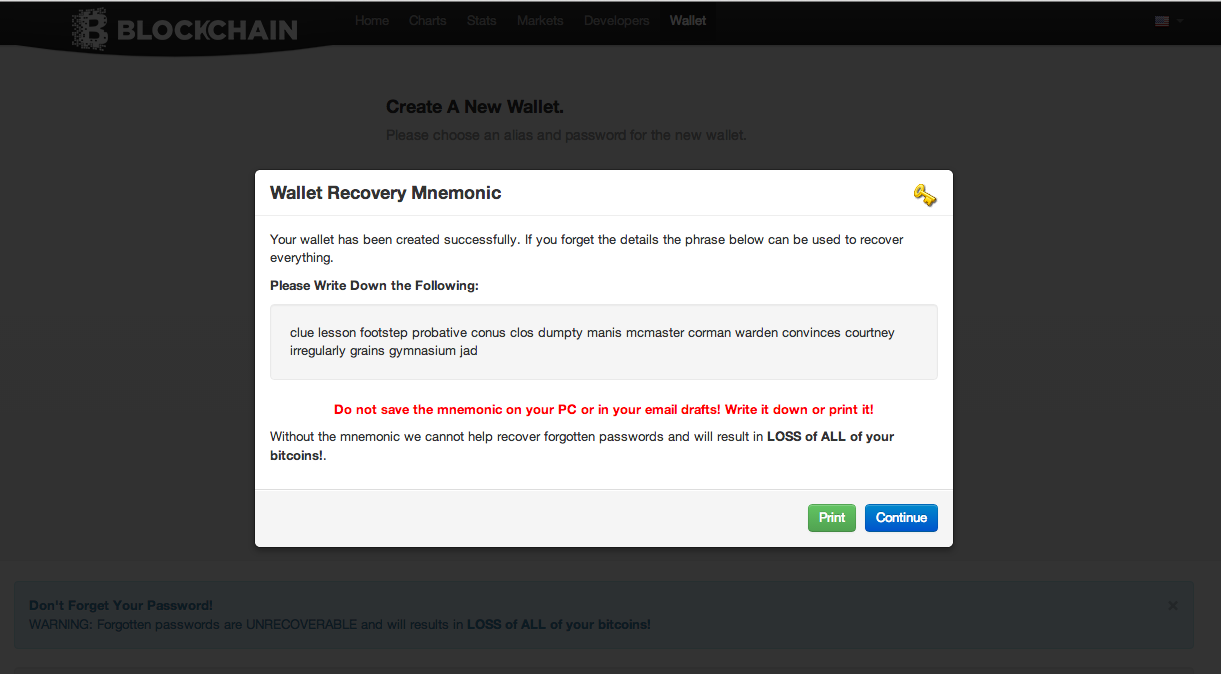 BLOCKCHAIN
Home Charts Stats Markets Developers Wallet
Create A New Wallet.
Please choose an alias and password for the new wallet.
Wallet Recovery Mnemonic
Your wallet has been created successfully. If you forget the details the phrase below can be used to recover
everything.
Please Write Down the Following:
clue lesson footstep probative conus clos dumpty manis mcmaster corman warden convinces courtney
irregularly grains gymnasium jad
Do not save the mnemonic on your PC or in your email drafts! Write it down or print it!
Without the mnemonic we cannot help recover forgotten passwords and will result in LOSS of ALL of your
bitcoins!.
Print Continue
Don't Forget Your Password!
WARNING: Forgotten passwords are UNRECOVERABLE and will results in LOSS of ALL of your bitcoins!